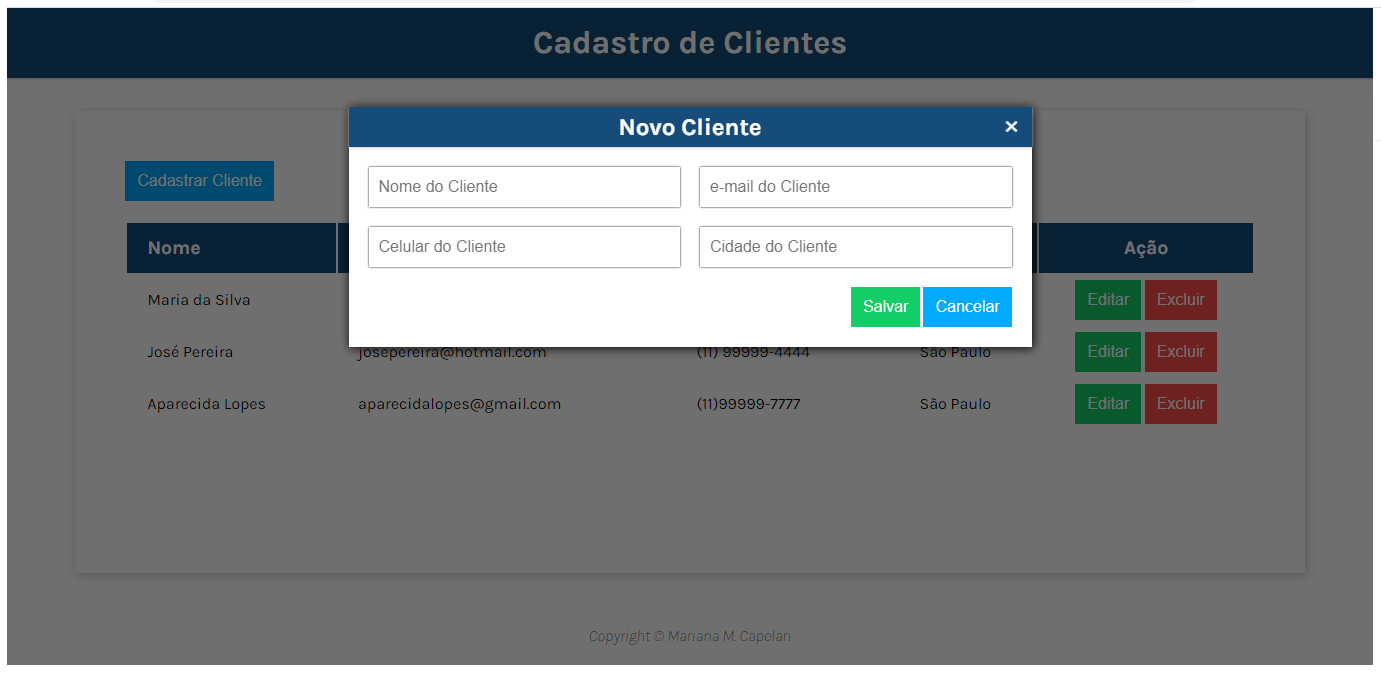 Cadastro de Clientes
Novo Cliente ×
Nome do Cliente e-mail do Cliente
Cadastrar Cliente
Celular do Cliente Cidade do Cliente
Nome Ação
Maria da Silva Editar Excluir
Salvar Cancelar
José Pereira josepereira@hotmail.com (11) 99999-4444 São Paulo Editar Excluir
Aparecida Lopes aparecidalopes@gmail.com (11)99999-7777 São Paulo Editar Excluir
Copyright © Mariana M. Capelari